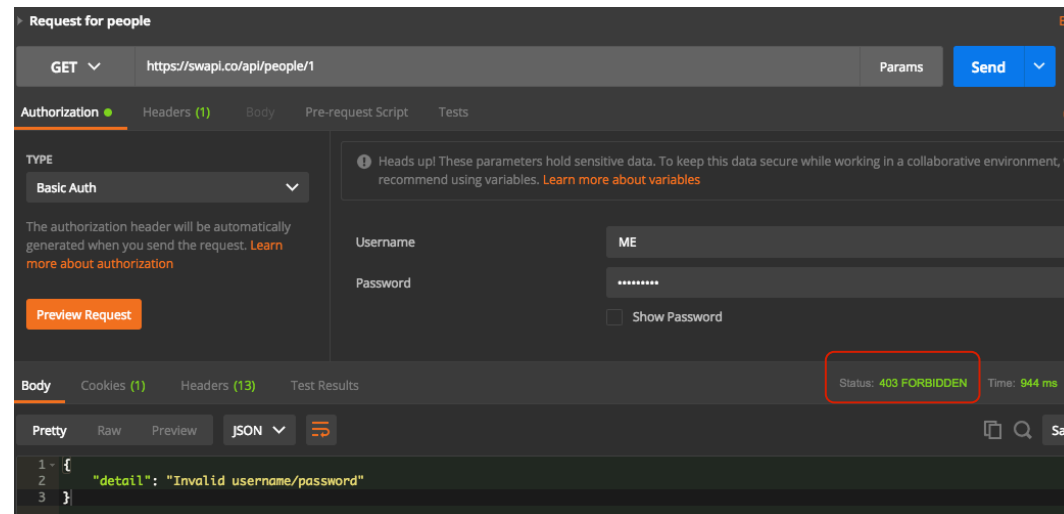 Request for people
GET https://swapi.co/api/people/1 Params Send
Authorization Headers (1) Body Pre-request Script Tests
TYPE
Basic Auth
The authorization header will be automatically
generated when you send the request. Learn
more about authorization
Preview Request
Heads up! These parameters hold sensitive data. To keep this data secure while working in a collaborative environment,
recommend using variables. Learn more about variables
Username ME
Password •••••••••
Show Password
Body Cookies (1) Headers (13) Test Results Status: 403 FORBIDDEN Time: 944 ms
Pretty Raw Preview JSON Sa
1 {
2 "detail": "Invalid username/password"
3 }